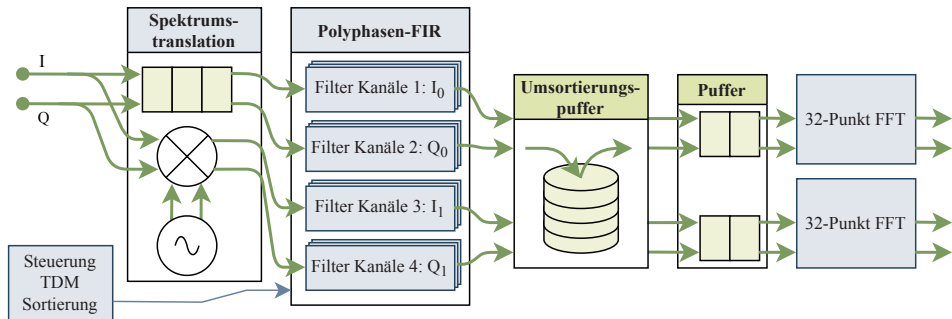 Spektrums-
translation
Polyphasen-FIR
I
Q
Filter Kanäle 1: I0
Filter Kanäle 2: Q0
Filter Kanäle 3: I1
Filter Kanäle 4: Q1
Umsortierungs-
puffer
Puffer
32-Punkt FFT
32-Punkt FFT
Steuerung
TDM
Sortierung